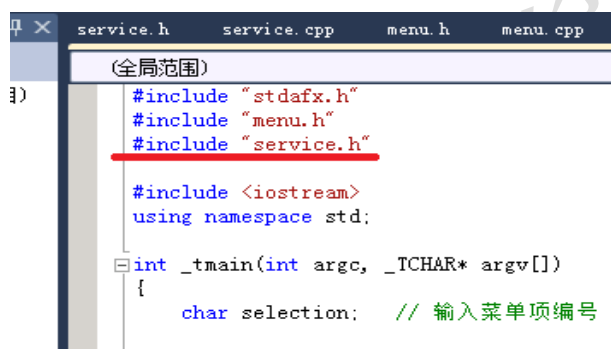 service.h service.cpp menu.h menu.cpp
(全局范围)
#include "stdafx.h"
#include "menu.h"
#include "service.h"
#include <iostream>
using namespace std;
int _tmain(int argc, _TCHAR* argv[])
{
char selection; // 输入菜单项编号